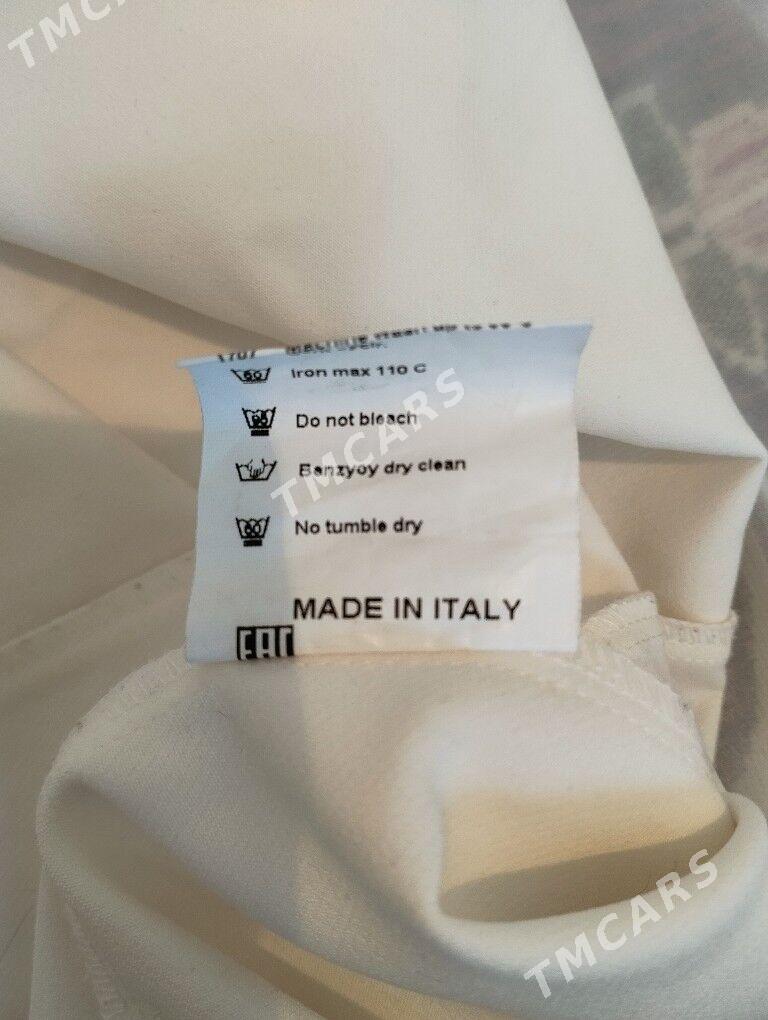 TMCARS
1707
Iron max 110 C
Do not bleach
Banzyoy dry clean
No tumble dry
MADE IN ITALY
EAC
TMCARS
TMCARS